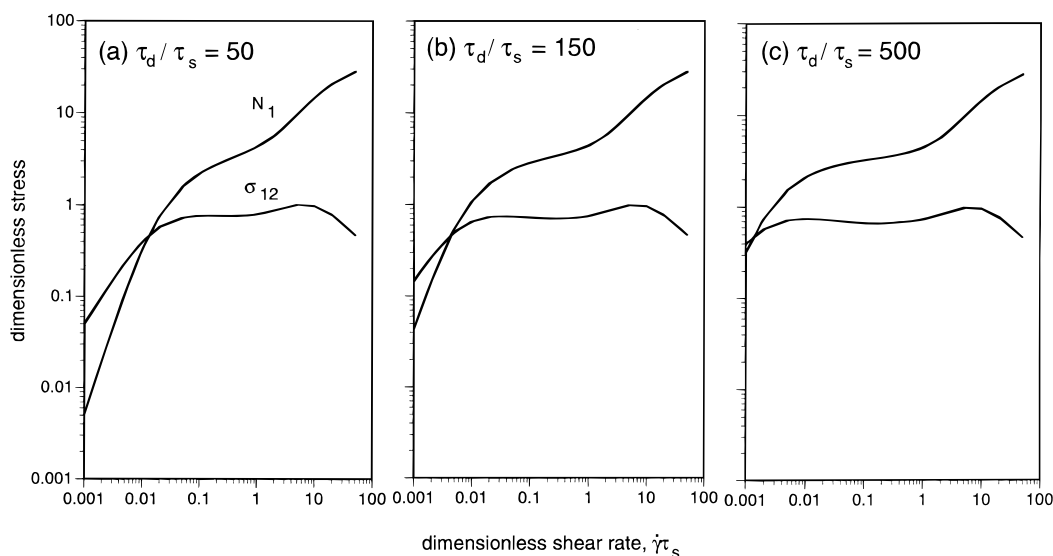 (a) τd / τs = 50
(b) τd / τs = 150
(c) τd / τs = 500
N1
σ12
dimensionless stress
100
10
1
0.1
0.01
0.001
0.001 0.01 0.1 1 10 100
0.001 0.01 0.1 1 10 100
0.001 0.01 0.1 1 10 100
dimensionless shear rate, γ̇τs